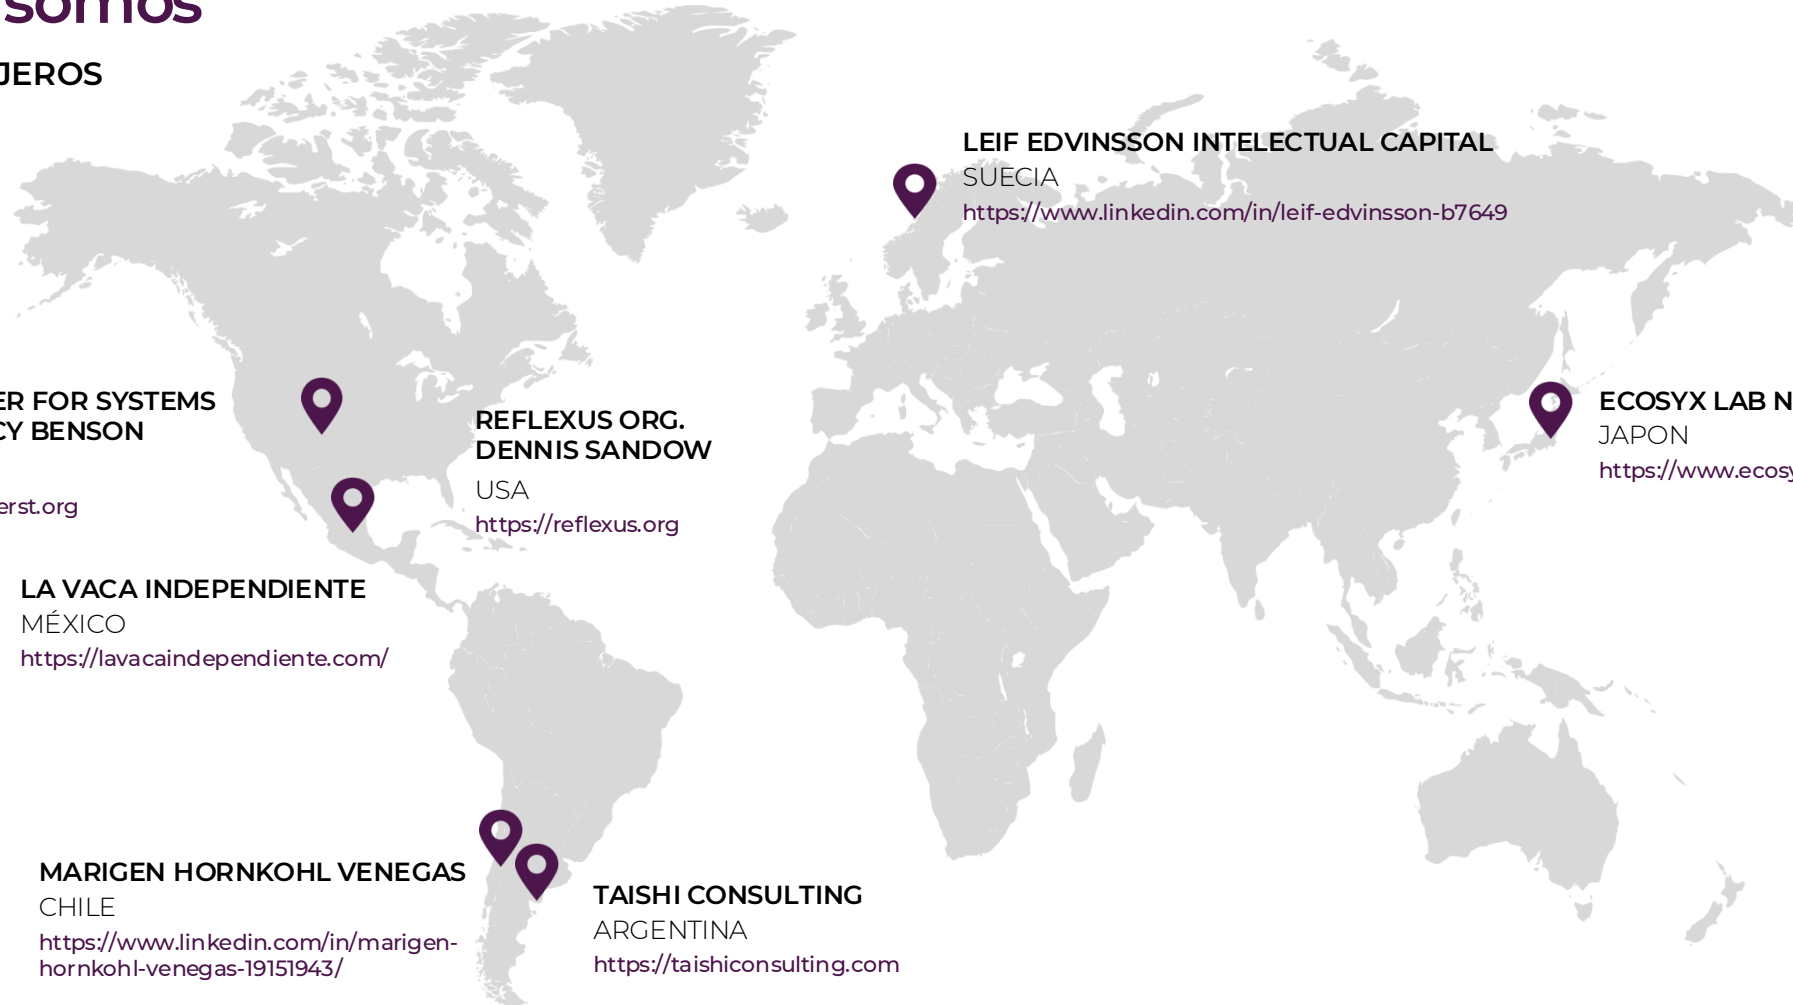 somos
JEROS
LEIF EDVINSSON INTELECTUAL CAPITAL
SUECIA
https://www.linkedin.com/in/leif-edvinsson-b7649
ER FOR SYSTEMS
CY BENSON
erst.org
REFLEXUS ORG.
DENNIS SANDOW
USA
https://reflexus.org
ECOSYX LAB N
JAPON
https://www.ecosy
LA VACA INDEPENDIENTE
MÉXICO
https://lavacaindependiente.com/
MARIGEN HORNKOHL VENEGAS
CHILE
https://www.linkedin.com/in/marigen-
hornkohl-venegas-19151943/
TAISHI CONSULTING
ARGENTINA
https://taishiconsulting.com